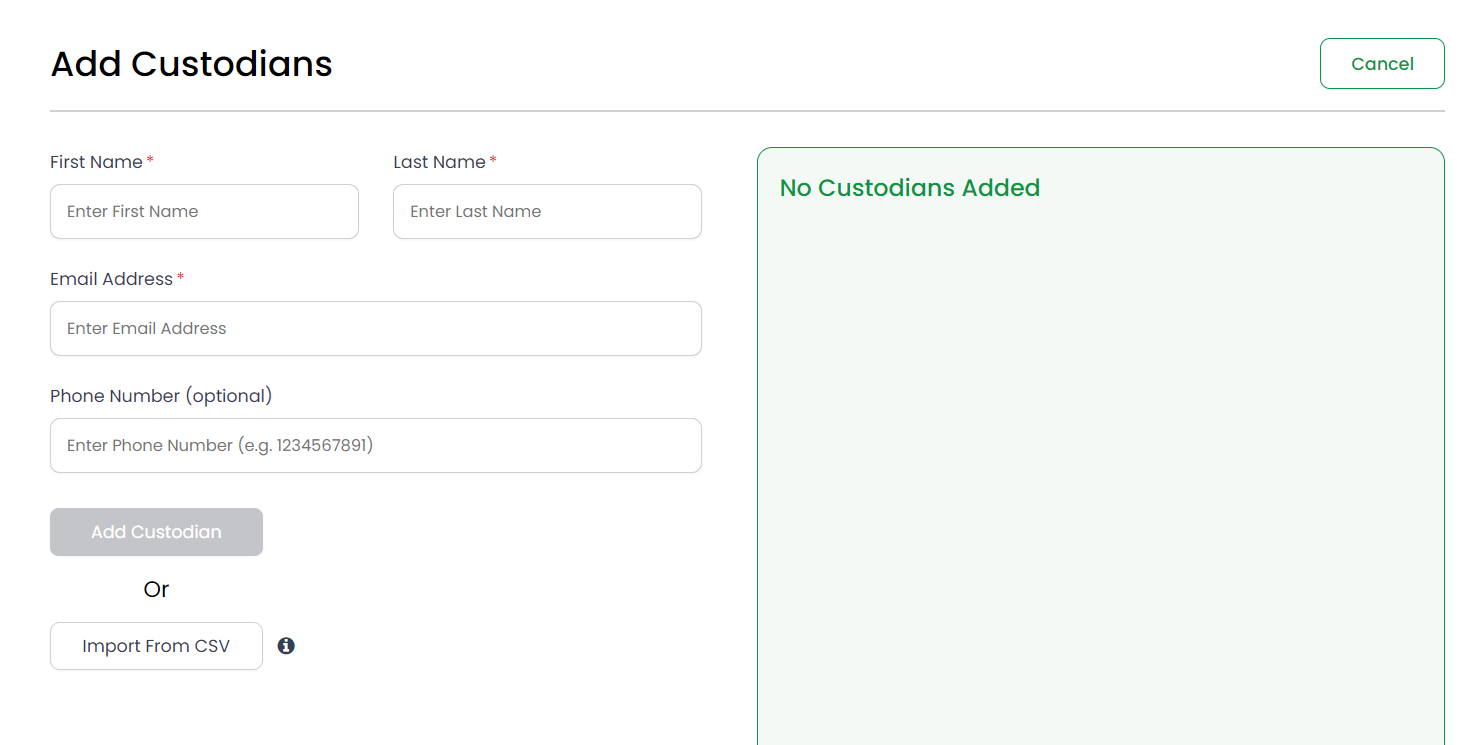 Add Custodians
Cancel
First Name *
Last Name *
Enter First Name
Enter Last Name
Email Address *
Enter Email Address
Phone Number (optional)
Enter Phone Number (e.g. 1234567891)
Add Custodian
Or
Import From CSV
No Custodians Added